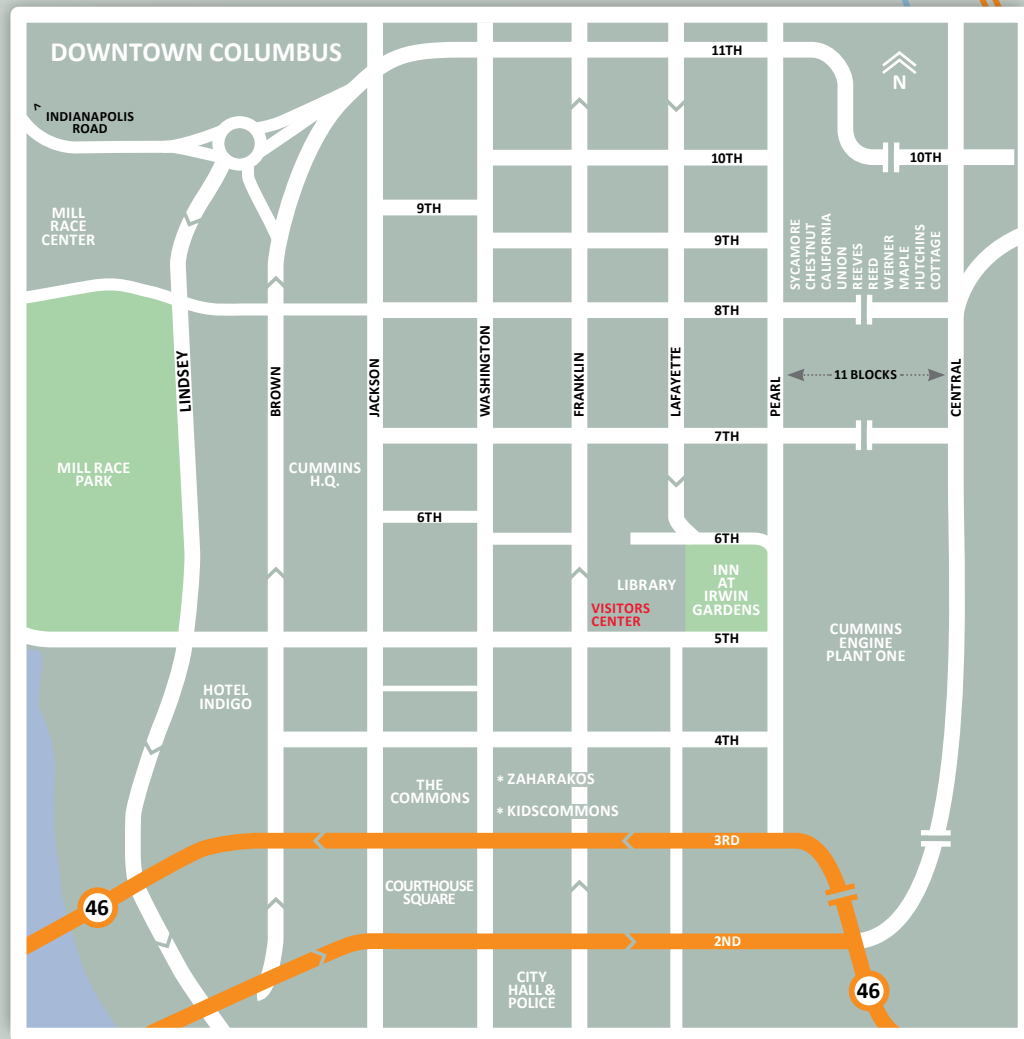 DOWNTOWN COLUMBUS
11TH
N
INDIANAPOLIS
ROAD
10TH
10TH
9TH
MILL
RACE
CENTER
9TH
SYCAMORE
CHESTNUT
CALIFORNIA
UNION
REEVES
REED
WERNER
MAPLE
HUTCHINS
COTTAGE
8TH
LINDSEY
BROWN
JACKSON
WASHINGTON
FRANKLIN
LAFAYETTE
PEARL
11 BLOCKS
CENTRAL
7TH
MILL RACE
PARK
CUMMINS
H.Q.
6TH
6TH
LIBRARY
INN
AT
IRWIN
GARDENS
VISITORS
CENTER
5TH
CUMMINS
ENGINE
PLANT ONE
HOTEL
INDIGO
4TH
THE
COMMONS
* ZAHARAKOS
* KIDSCOMMONS
3RD
COURTHOUSE
SQUARE
46
2ND
CITY
HALL &
POLICE
46